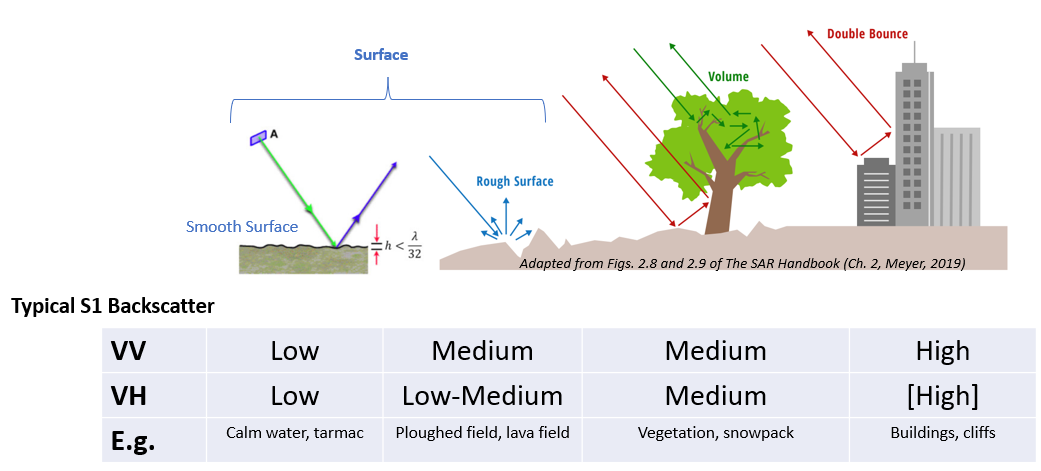 Surface
Double Bounce
Volume
A
Rough Surface
Smooth Surface
h < λ/32
Adapted from Figs. 2.8 and 2.9 of The SAR Handbook (Ch. 2, Meyer, 2019)
Typical S1 Backscatter
VV Low Medium Medium High
VH Low Low-Medium Medium [High]
E.g. Calm water, tarmac Ploughed field, lava field Vegetation, snowpack Buildings, cliffs